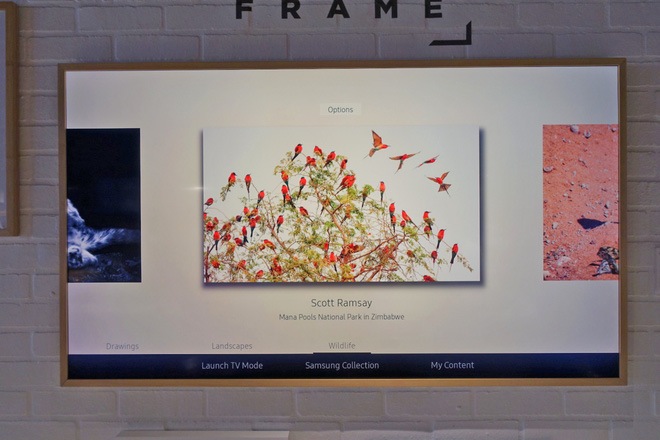 FRAME
Options
Scott Ramsay
Mana Pools National Park in Zimbabwe
Drawings Landscapes Wildlife
Launch TV Mode Samsung Collection My Content